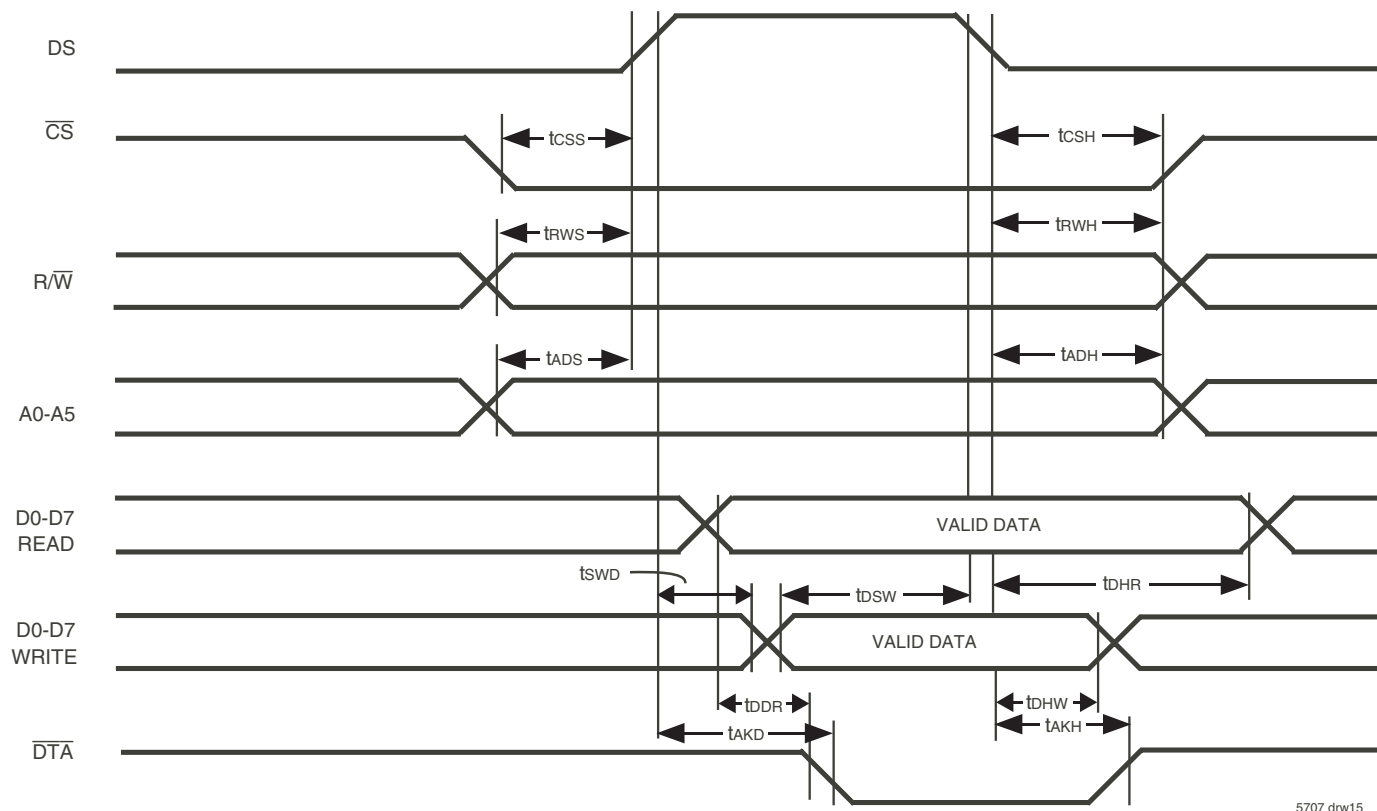 DS
CS
tCSS
tCSH
tRWS
tRWH
R/W
tADS
tADH
A0-A5
D0-D7
READ
VALID DATA
tSWD
tDSW
tDHR
D0-D7
WRITE
VALID DATA
tDDR
tDHW
tAKD
tAKH
DTA
5707 drw15